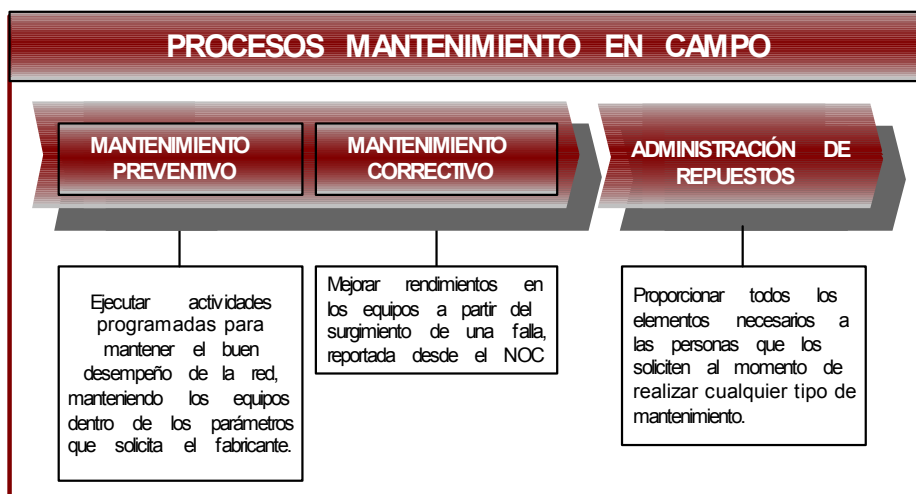 PROCESOS MANTENIMIENTO EN CAMPO
MANTENIMIENTO
PREVENTIVO
MANTENIMIENTO
CORRECTIVO
ADMINISTRACIÓN DE
REPUESTOS
Ejecutar actividades
programadas para
mantener el buen
desempeño de la red,
manteniendo los equipos
dentro de los parámetros
que solicita el fabricante.
Mejorar rendimientos en
los equipos a partir del
surgimiento de una falla,
reportada desde el NOC
Proporcionar todos los
elementos necesarios a
las personas que los
soliciten al momento de
realizar cualquier tipo de
mantenimiento.